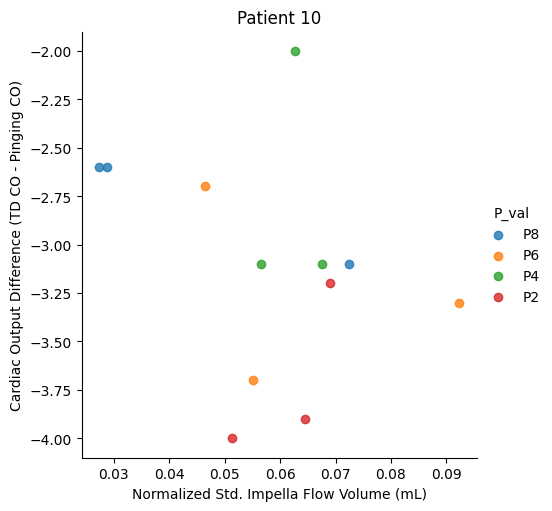 Patient 10
Cardiac Output Difference (TD CO - Pinging CO)
−2.00
−2.25
−2.50
−2.75
−3.00
−3.25
−3.50
−3.75
−4.00
0.03 0.04 0.05 0.06 0.07 0.08 0.09
Normalized Std. Impella Flow Volume (mL)
P_val
P8
P6
P4
P2